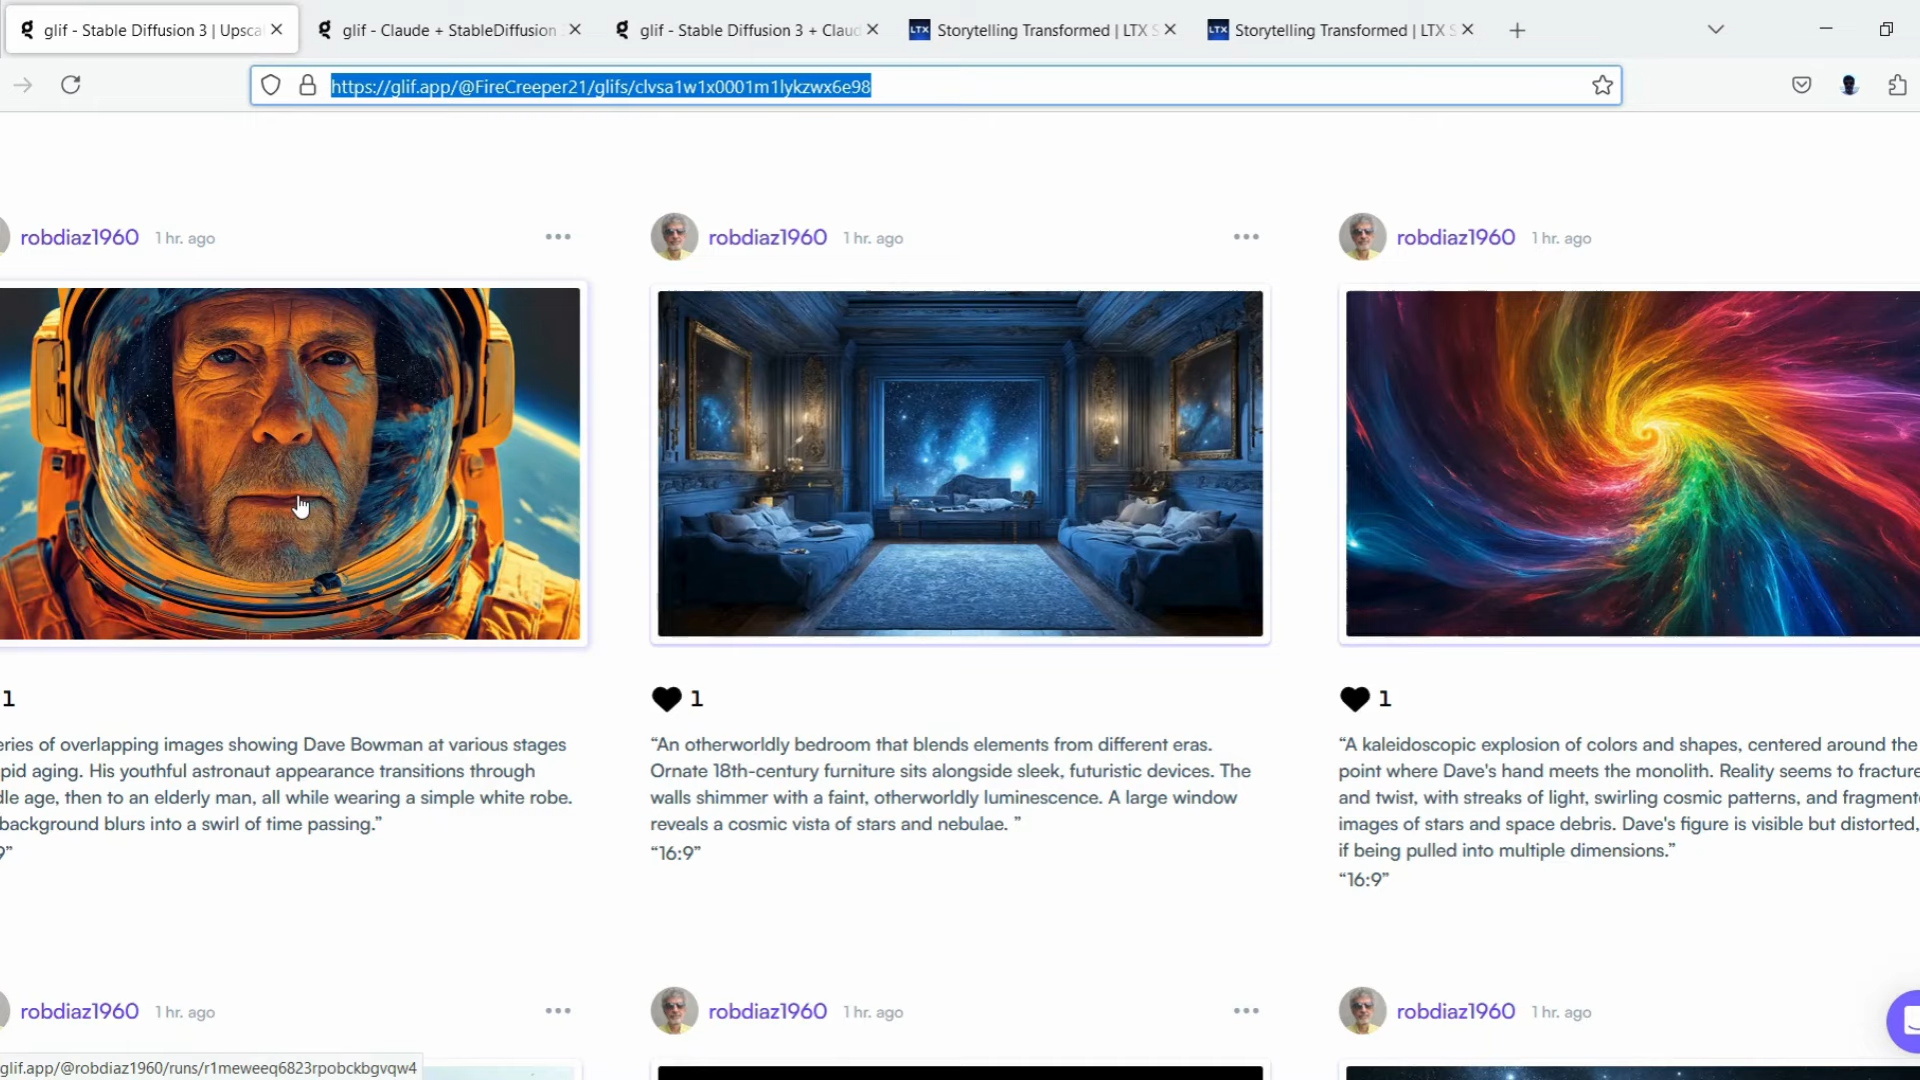 glif - Stable Diffusion 3 | Upsca
glif - Claude + StableDiffusion
glif - Stable Diffusion 3 + Claud
LTX
Storytelling Transformed | LTX S
LTX
Storytelling Transformed | LTX S
https://glif.app/@FireCreeper21/glifs/clvsa1w1x0001m1lykzwx6e98
robdiaz1960 1 hr. ago
robdiaz1960 1 hr. ago
robdiaz1960 1 hr. ago
1
eries of overlapping images showing Dave Bowman at various stages
pid aging. His youthful astronaut appearance transitions through
dle age, then to an elderly man, all while wearing a simple white robe.
background blurs into a swirl of time passing.”
9”
1
“An otherworldly bedroom that blends elements from different eras.
Ornate 18th-century furniture sits alongside sleek, futuristic devices. The
walls shimmer with a faint, otherworldly luminescence. A large window
reveals a cosmic vista of stars and nebulae. ”
“16:9”
1
“A kaleidoscopic explosion of colors and shapes, centered around the
point where Dave's hand meets the monolith. Reality seems to fracture
and twist, with streaks of light, swirling cosmic patterns, and fragment
images of stars and space debris. Dave's figure is visible but distorted,
if being pulled into multiple dimensions.”
“16:9”
robdiaz1960 1 hr. ago
robdiaz1960 1 hr. ago
robdiaz1960 1 hr. ago
glif.app/@robdiaz1960/runs/r1meweeq6823rpobckbgvqw4